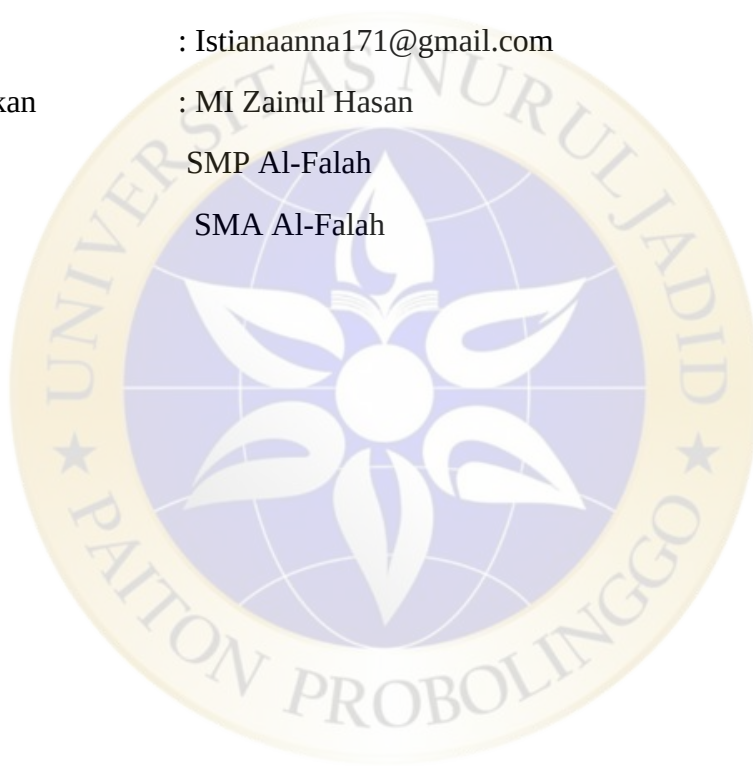 : Istianaanna171@gmail.com
kan : MI Zainul Hasan
SMP Al-Falah
SMA Al-Falah
UNIVERSITAS NURUL JADID
PAITON PROBOLINGGO